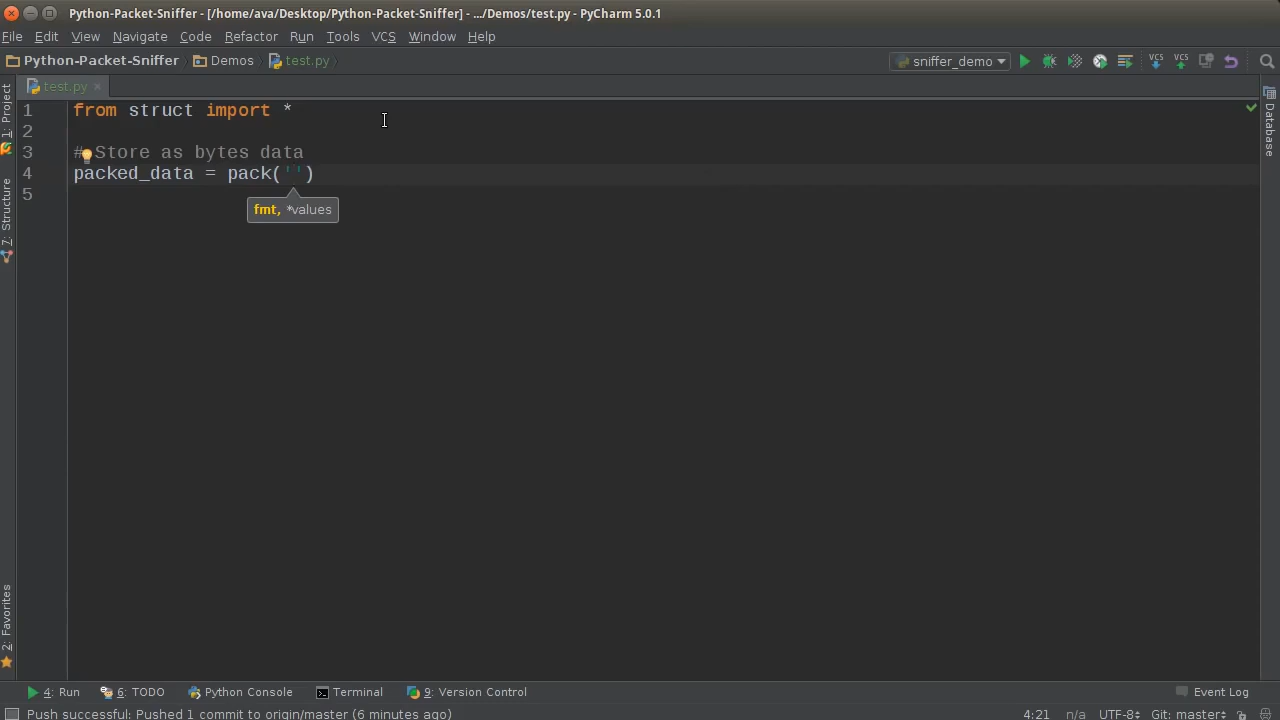 Python-Packet-Sniffer - [/home/ava/Desktop/Python-Packet-Sniffer] - .../Demos/test.py - PyCharm 5.0.1
File Edit View Navigate Code Refactor Run Tools VCS Window Help
Python-Packet-Sniffer Demos test.py sniffer_demo VCS VCS
test.py
1: Project
7: Structure
2: Favorites
Database
1 from struct import *
2
3 # Store as bytes data
4 packed_data = pack('')
5
fmt, *values
4: Run 6: TODO Python Console Terminal 9: Version Control Event Log
Push successful: Pushed 1 commit to origin/master (6 minutes ago) 4:21 n/a UTF-8 Git: master